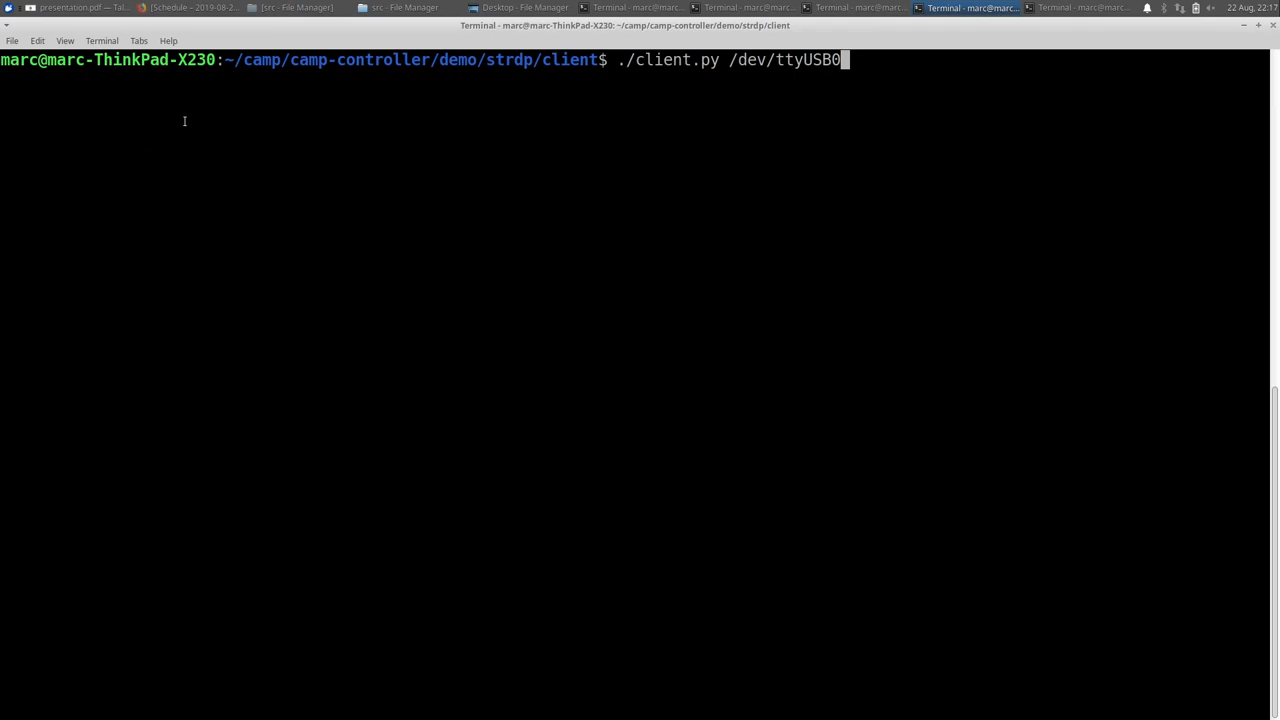 presentation.pdf — Tal... [Schedule – 2019-08-2... [src - File Manager] src - File Manager Desktop - File Manager Terminal - marc@marc... Terminal - marc@marc... Terminal - marc@marc... Terminal - marc@marc... Terminal - marc@marc... 22 Aug, 22:17
Terminal - marc@marc-ThinkPad-X230: ~/camp/camp-controller/demo/strdp/client
File Edit View Terminal Tabs Help
marc@marc-ThinkPad-X230:~/camp/camp-controller/demo/strdp/client$ ./client.py /dev/ttyUSB0